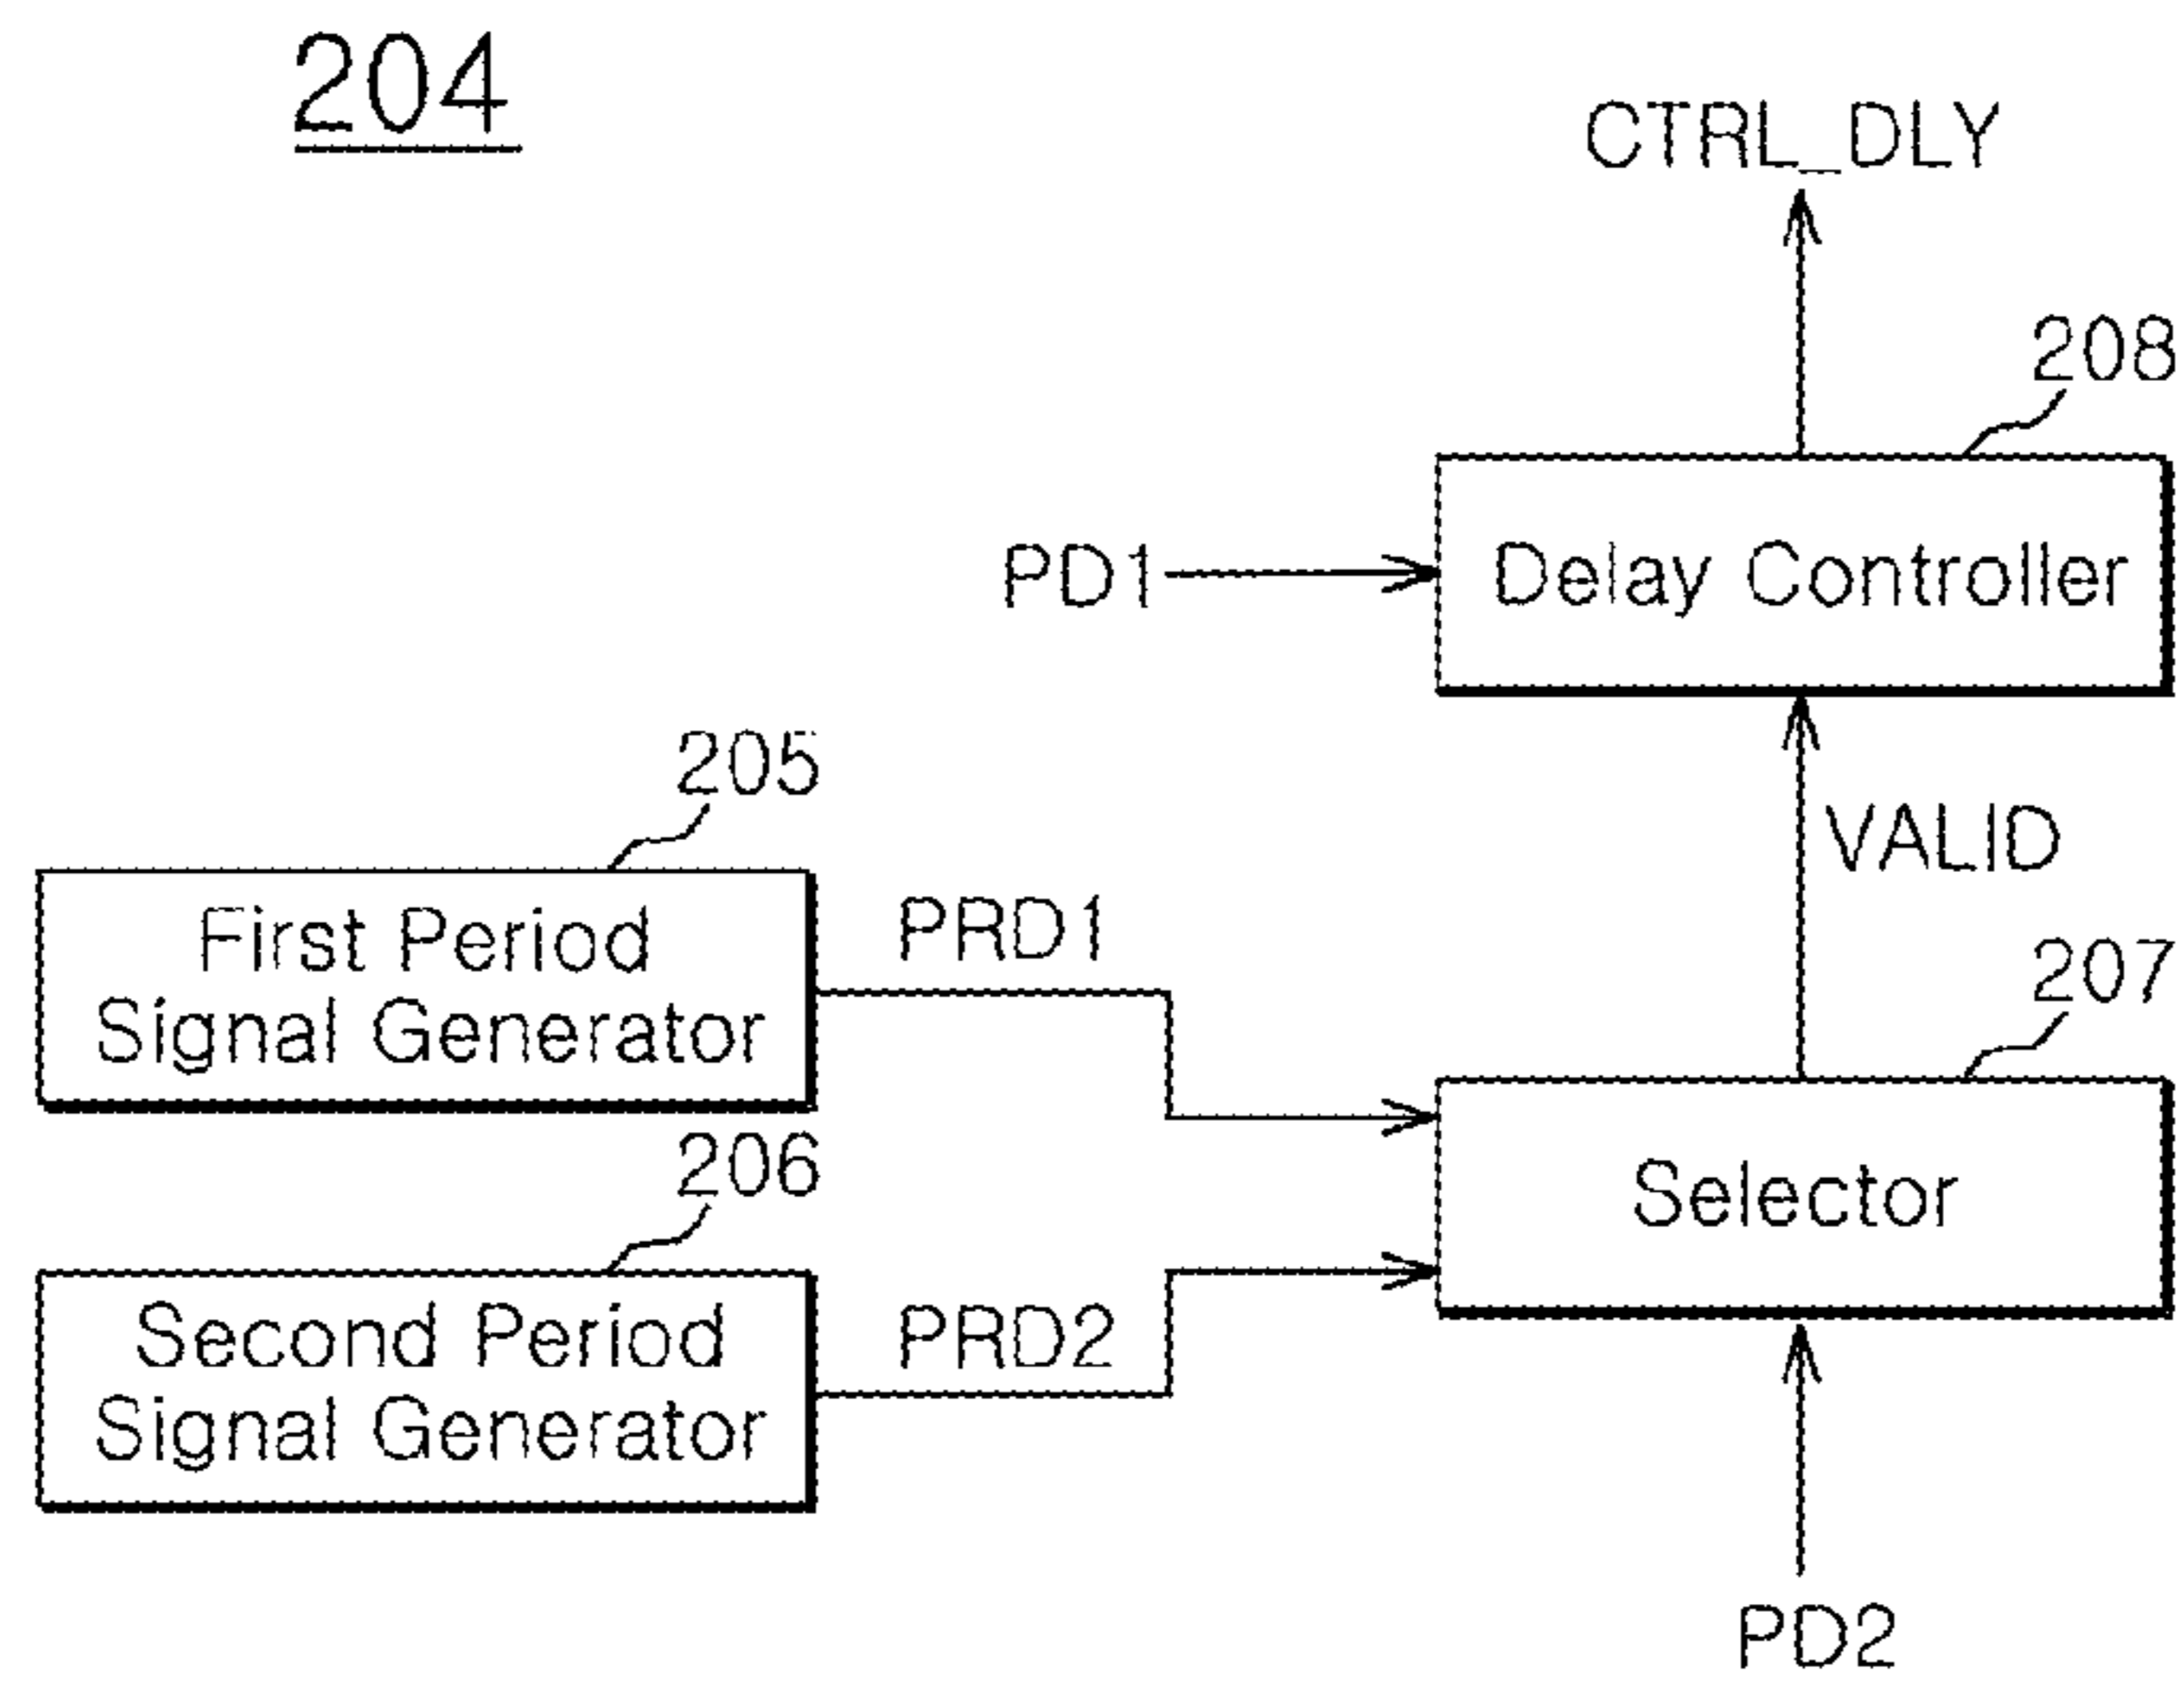 204
CTRL_DLY
208
PD1
Delay Controller
205
VALID
First Period
Signal Generator
PRD1
207
206
Selector
Second Period
Signal Generator
PRD2
PD2